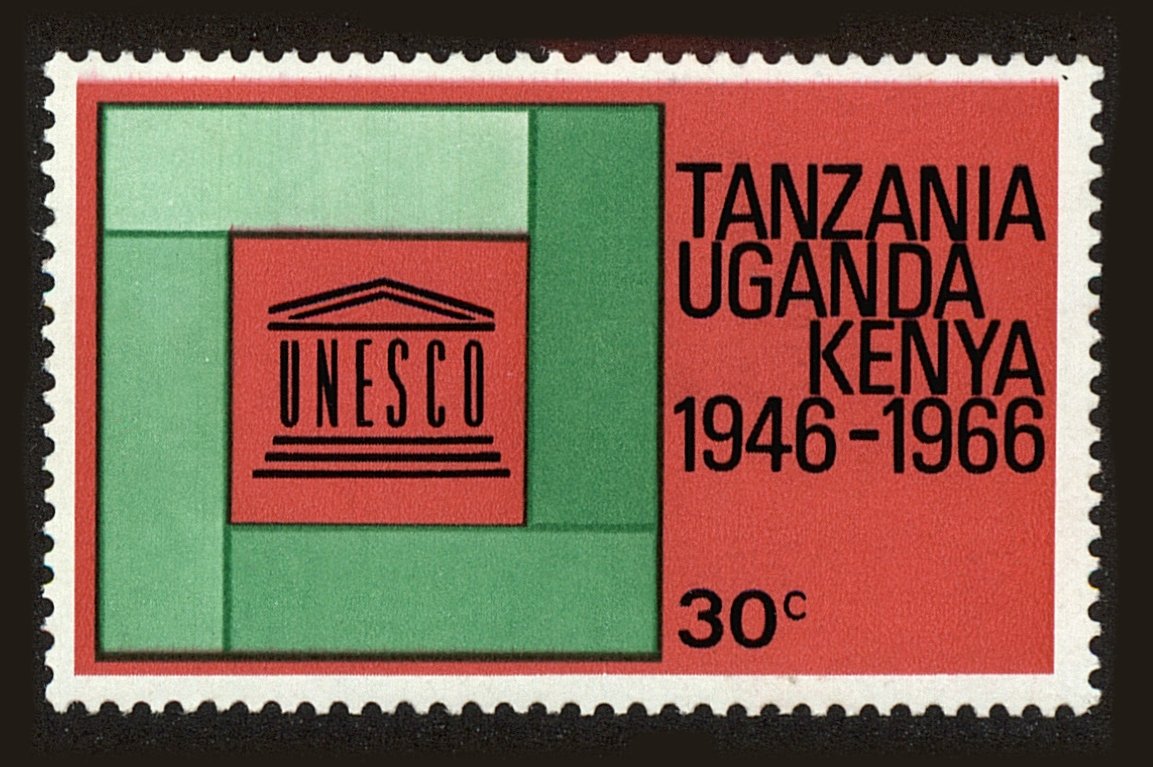 UNESCO
TANZANIA
UGANDA
KENYA
1946-1966
30c